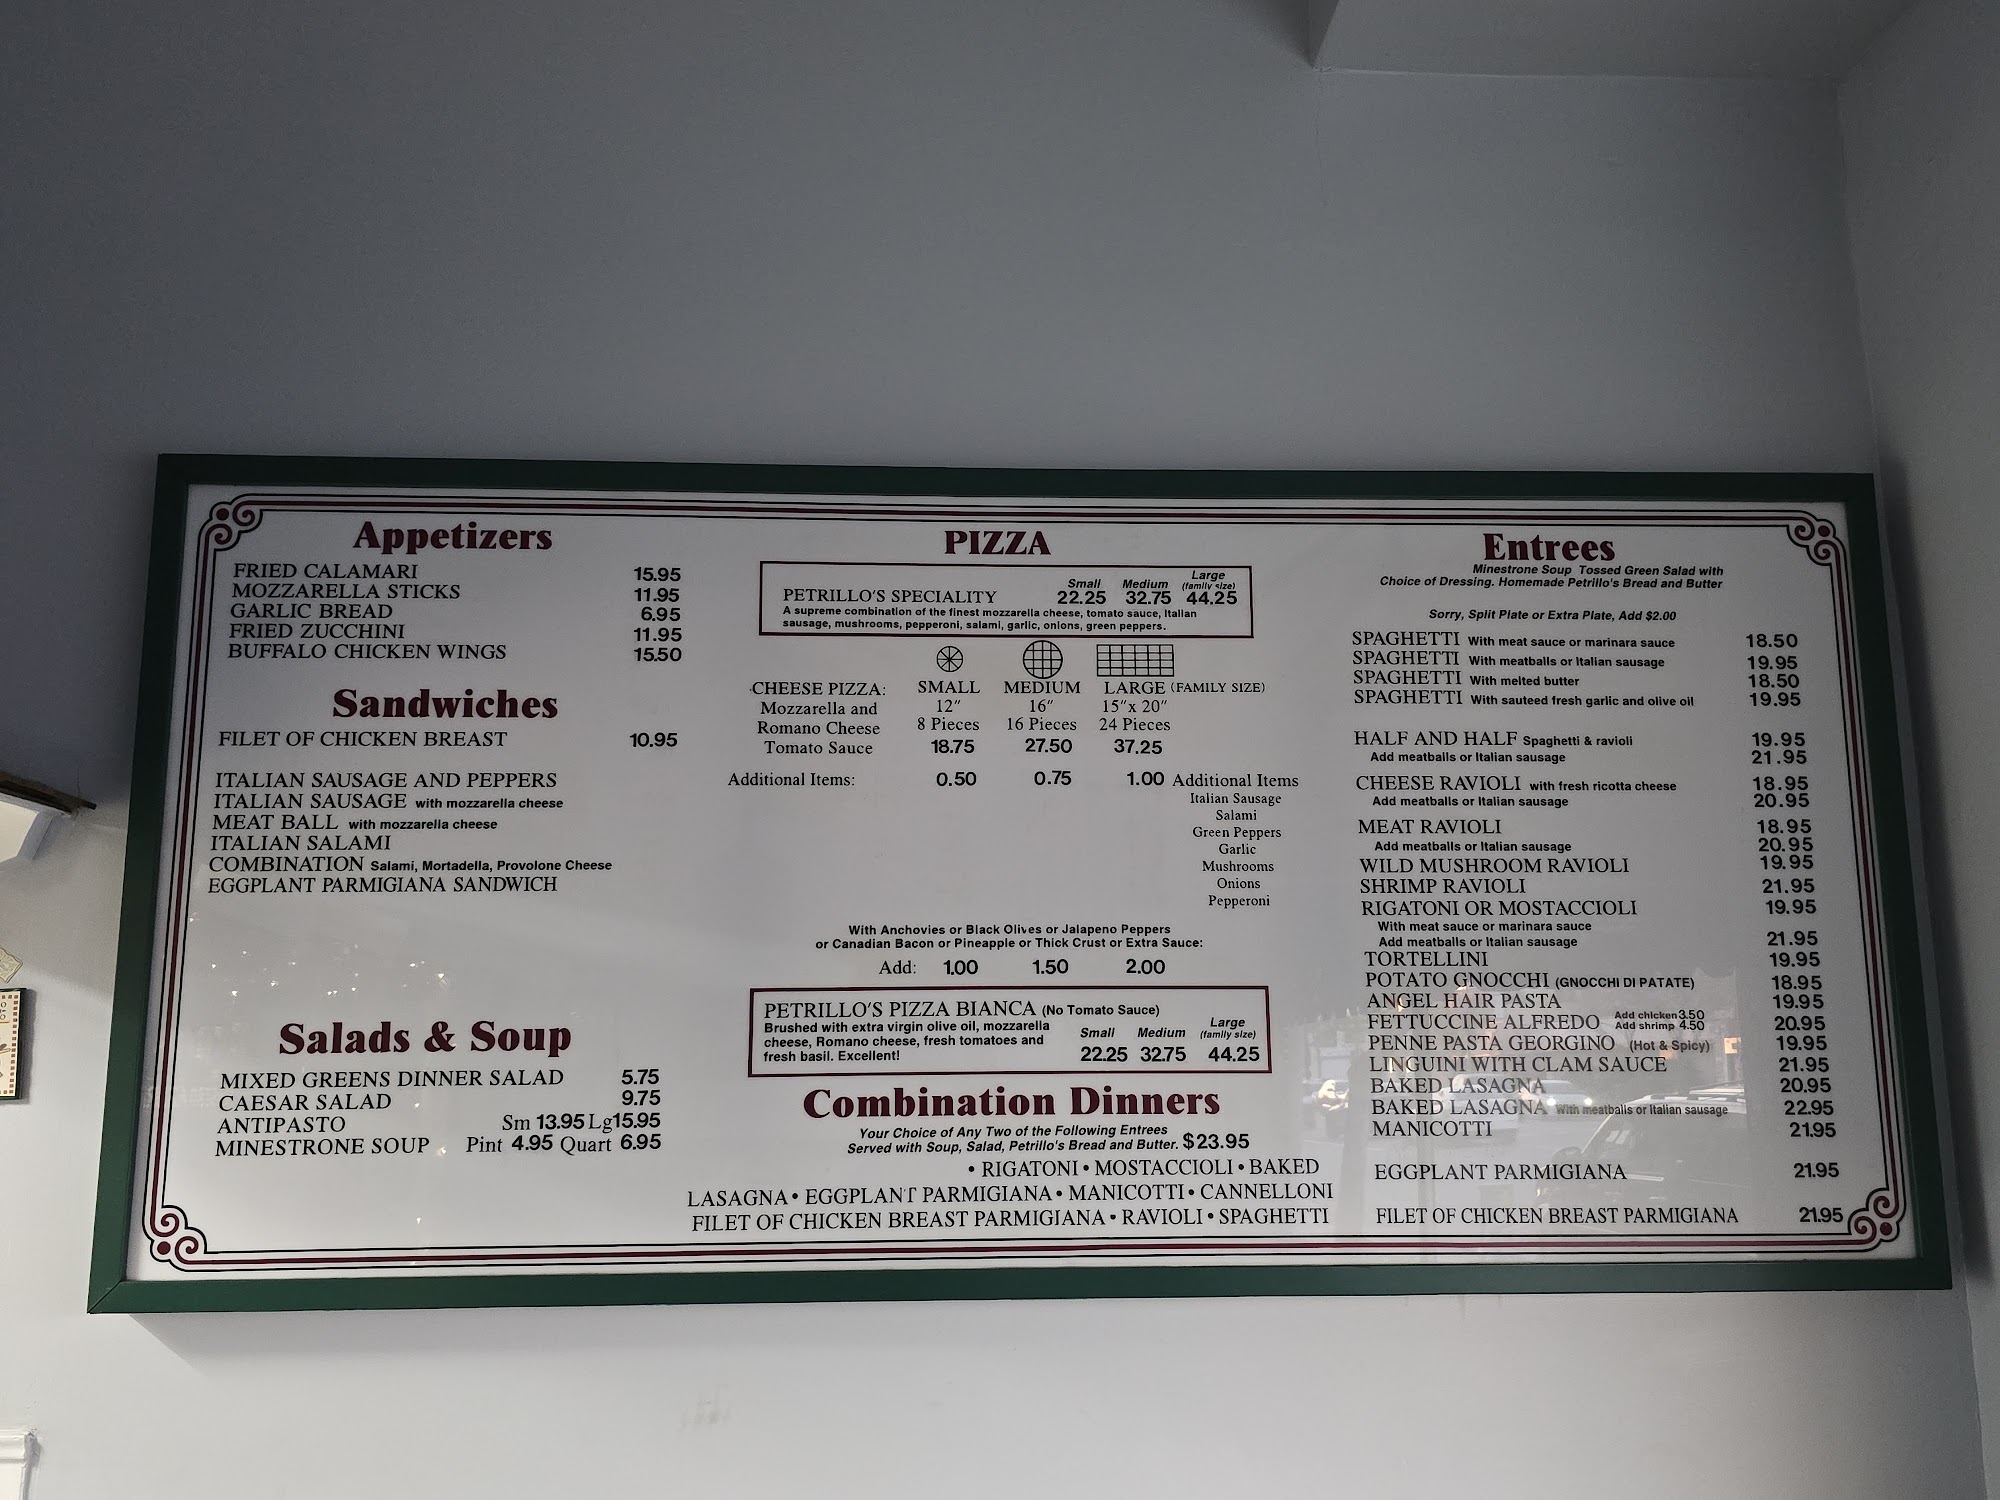 Appetizers
FRIED CALAMARI 15.95
MOZZARELLA STICKS 11.95
GARLIC BREAD 6.95
FRIED ZUCCHINI 11.95
BUFFALO CHICKEN WINGS 15.50
Sandwiches
FILET OF CHICKEN BREAST 10.95
ITALIAN SAUSAGE AND PEPPERS
ITALIAN SAUSAGE with mozzarella cheese
MEAT BALL with mozzarella cheese
ITALIAN SALAMI
COMBINATION Salami, Mortadella, Provolone Cheese
EGGPLANT PARMIGIANA SANDWICH
Salads & Soup
MIXED GREENS DINNER SALAD 5.75
CAESAR SALAD 9.75
ANTIPASTO Sm 13.95 Lg 15.95
MINESTRONE SOUP Pint 4.95 Quart 6.95
PIZZA
Small Medium Large
(family size)
PETRILLO'S SPECIALITY 22.25 32.75 44.25
A supreme combination of the finest mozzarella cheese, tomato sauce, Italian
sausage, mushrooms, pepperoni, salami, garlic, onions, green peppers.
CHEESE PIZZA: SMALL MEDIUM LARGE (FAMILY SIZE)
Mozzarella and 12" 16" 15"x 20"
Romano Cheese 8 Pieces 16 Pieces 24 Pieces
Tomato Sauce 18.75 27.50 37.25
Additional Items: 0.50 0.75 1.00 Additional Items
Italian Sausage
Salami
Green Peppers
Garlic
Mushrooms
Onions
Pepperoni
With Anchovies or Black Olives or Jalapeno Peppers
or Canadian Bacon or Pineapple or Thick Crust or Extra Sauce:
Add: 1.00 1.50 2.00
PETRILLO'S PIZZA BIANCA (No Tomato Sauce)
Brushed with extra virgin olive oil, mozzarella
cheese, Romano cheese, fresh tomatoes and
fresh basil. Excellent!
Small Medium Large
(family size)
22.25 32.75 44.25
Combination Dinners
Your Choice of Any Two of the Following Entrees
Served with Soup, Salad, Petrillo's Bread and Butter. $23.95
• RIGATONI • MOSTACCIOLI • BAKED
LASAGNA • EGGPLANT PARMIGIANA • MANICOTTI • CANNELLONI
FILET OF CHICKEN BREAST PARMIGIANA • RAVIOLI • SPAGHETTI
Entrees
Minestrone Soup Tossed Green Salad with
Choice of Dressing. Homemade Petrillo's Bread and Butter
Sorry, Split Plate or Extra Plate, Add $2.00
SPAGHETTI With meat sauce or marinara sauce 18.50
SPAGHETTI With meatballs or Italian sausage 19.95
SPAGHETTI With melted butter 18.50
SPAGHETTI With sauteed fresh garlic and olive oil 19.95
HALF AND HALF Spaghetti & ravioli 19.95
Add meatballs or Italian sausage 21.95
CHEESE RAVIOLI with fresh ricotta cheese 18.95
Add meatballs or Italian sausage 20.95
MEAT RAVIOLI 18.95
Add meatballs or Italian sausage 20.95
WILD MUSHROOM RAVIOLI 19.95
SHRIMP RAVIOLI 21.95
RIGATONI OR MOSTACCIOLI 19.95
With meat sauce or marinara sauce
Add meatballs or Italian sausage 21.95
TORTELLINI 19.95
POTATO GNOCCHI (GNOCCHI DI PATATE) 18.95
ANGEL HAIR PASTA 19.95
FETTUCCINE ALFREDO Add chicken 3.50 Add shrimp 4.50 20.95
PENNE PASTA GEORGINO (Hot & Spicy) 19.95
LINGUINI WITH CLAM SAUCE 21.95
BAKED LASAGNA 20.95
BAKED LASAGNA With meatballs or Italian sausage 22.95
MANICOTTI 21.95
EGGPLANT PARMIGIANA 21.95
FILET OF CHICKEN BREAST PARMIGIANA 21.95